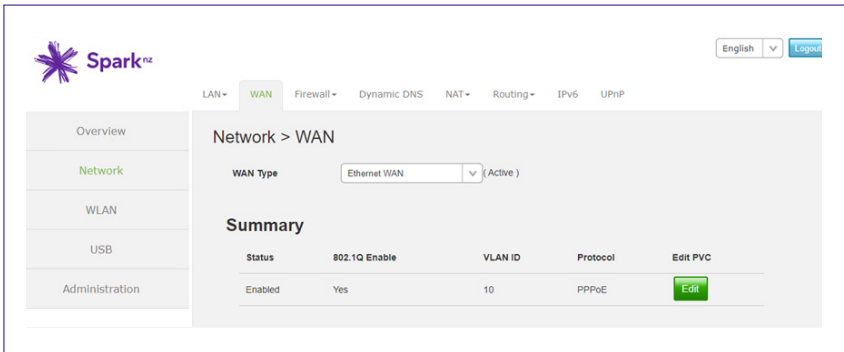 Spark nz
English
Logout
LAN WAN Firewall Dynamic DNS NAT Routing IPv6 UPnP
Overview
Network
WLAN
USB
Administration
Network > WAN
WAN Type Ethernet WAN ( Active )
Summary
Status 802.1Q Enable VLAN ID Protocol Edit PVC
Enabled Yes 10 PPPoE Edit